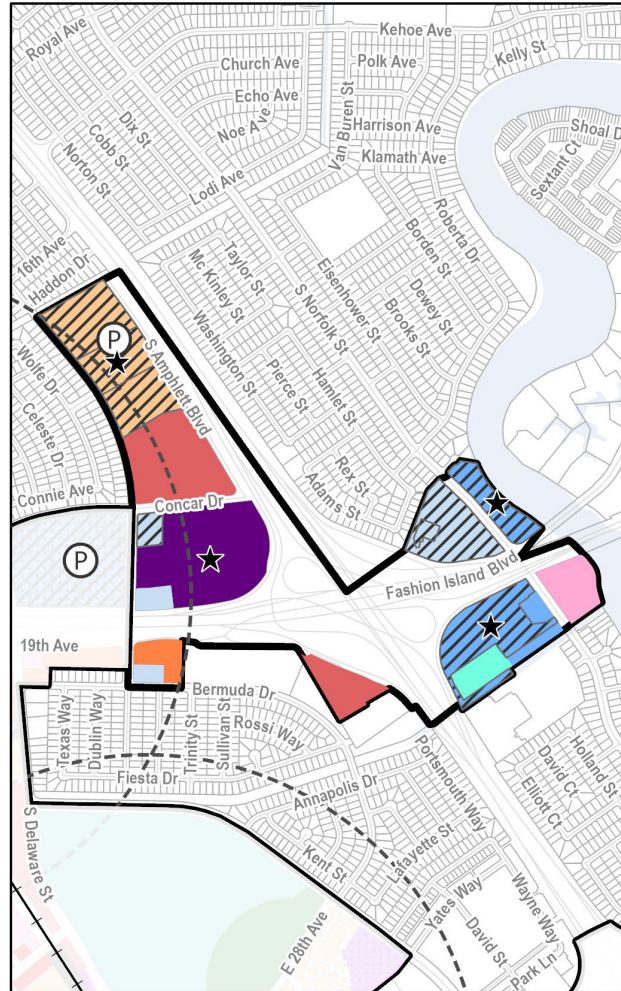 Kehoe Ave
Royal Ave
Kelly St
Church Ave
Polk Ave
Echo Ave
Dix St
Noe Ave
Van Buren St
Harrison Ave
Shoal D
Cobb St
Klamath Ave
Sextant Ct
Norton St
Lodi Ave
Roberta Dr
Borden St
16th Ave
Haddon Dr
Taylor St
Mc Kinley St
Eisenhower St
Dewey St
S Norfolk St
Brooks St
Washington St
P
S Amphlett Blvd
Wolfe Dr
Pierce St
Hamlet St
Celeste Dr
Rex St
Adams St
Connie Ave
Concar Dr
P
Fashion Island Blvd
19th Ave
Bermuda Dr
Texas Way
Dublin Way
Trinity St
Sullivan St
Rossi Way
Holland St
Fiesta Dr
Annapolis Dr
Portsmouth Way
David Ct
Elliott Ct
S Delaware St
Lafayette St
Kent St
Yates Way
Wayne Way
E 28th Ave
David St
Park Ln